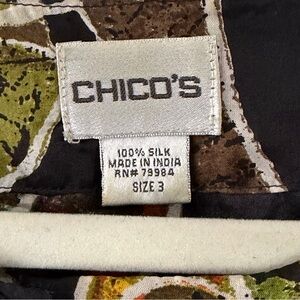 CHICO'S
100% SILK
MADE IN INDIA
RN# 79984
SIZE 3